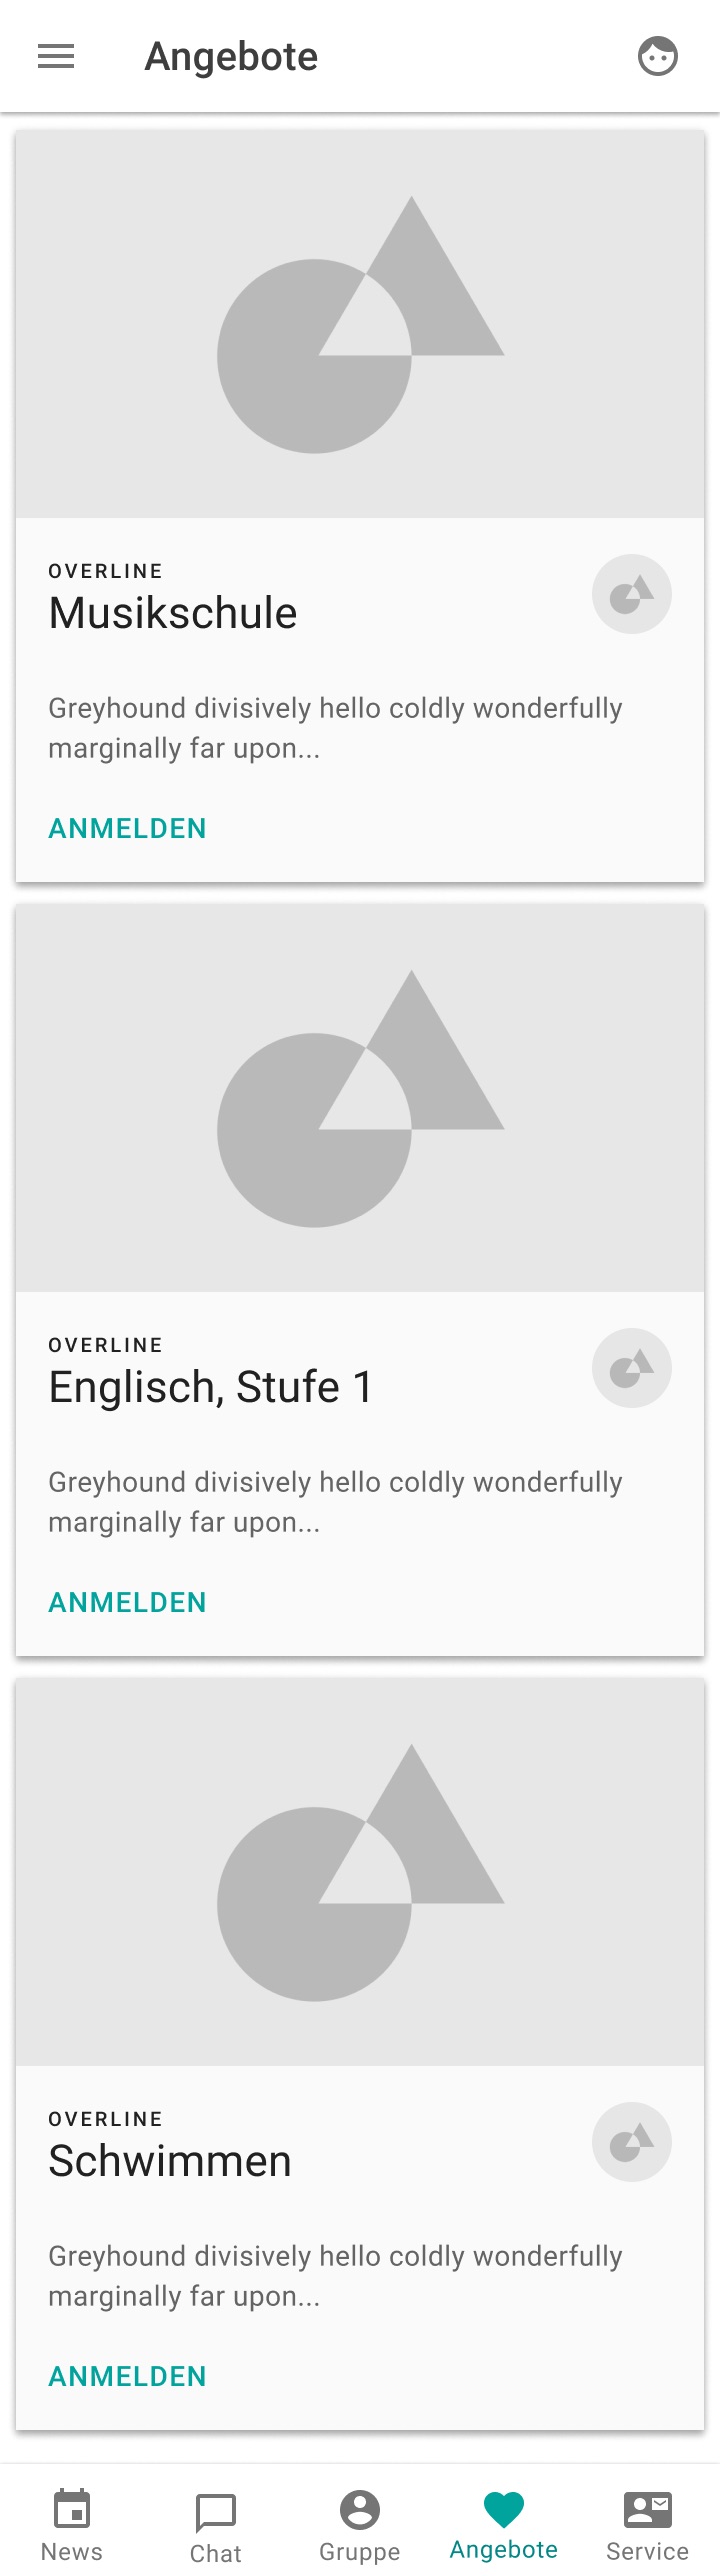 Angebote
OVERLINE
Musikschule
Greyhound divisively hello coldly wonderfully
marginally far upon...
ANMELDEN
OVERLINE
Englisch, Stufe 1
Greyhound divisively hello coldly wonderfully
marginally far upon...
ANMELDEN
OVERLINE
Schwimmen
Greyhound divisively hello coldly wonderfully
marginally far upon...
ANMELDEN
News
Chat
Gruppe
Angebote
Service